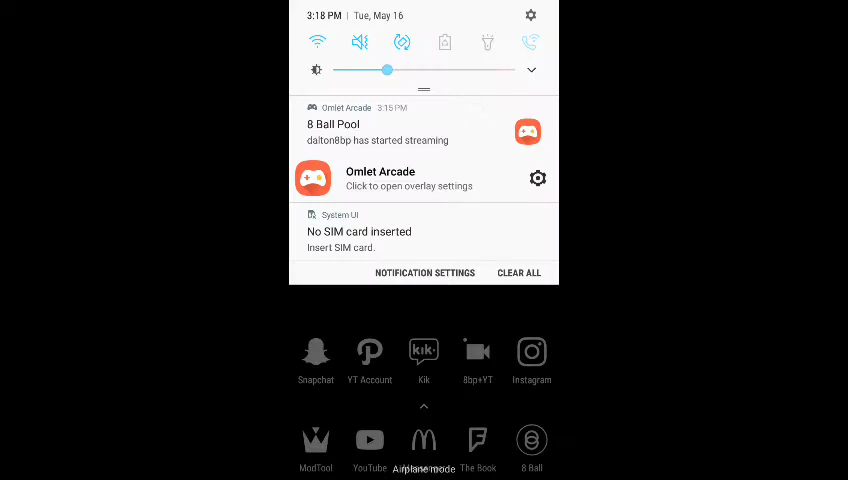 3:18 PM | Tue, May 16
Omlet Arcade 3:15 PM
8 Ball Pool
dalton8bp has started streaming
Omlet Arcade
Click to open overlay settings
System UI
No SIM card inserted
Insert SIM card.
NOTIFICATION SETTINGS CLEAR ALL
kik.
Snapchat YT Account Kik 8bp+YT Instagram
ModTool YouTube The Book 8 Ball
Airplane mode